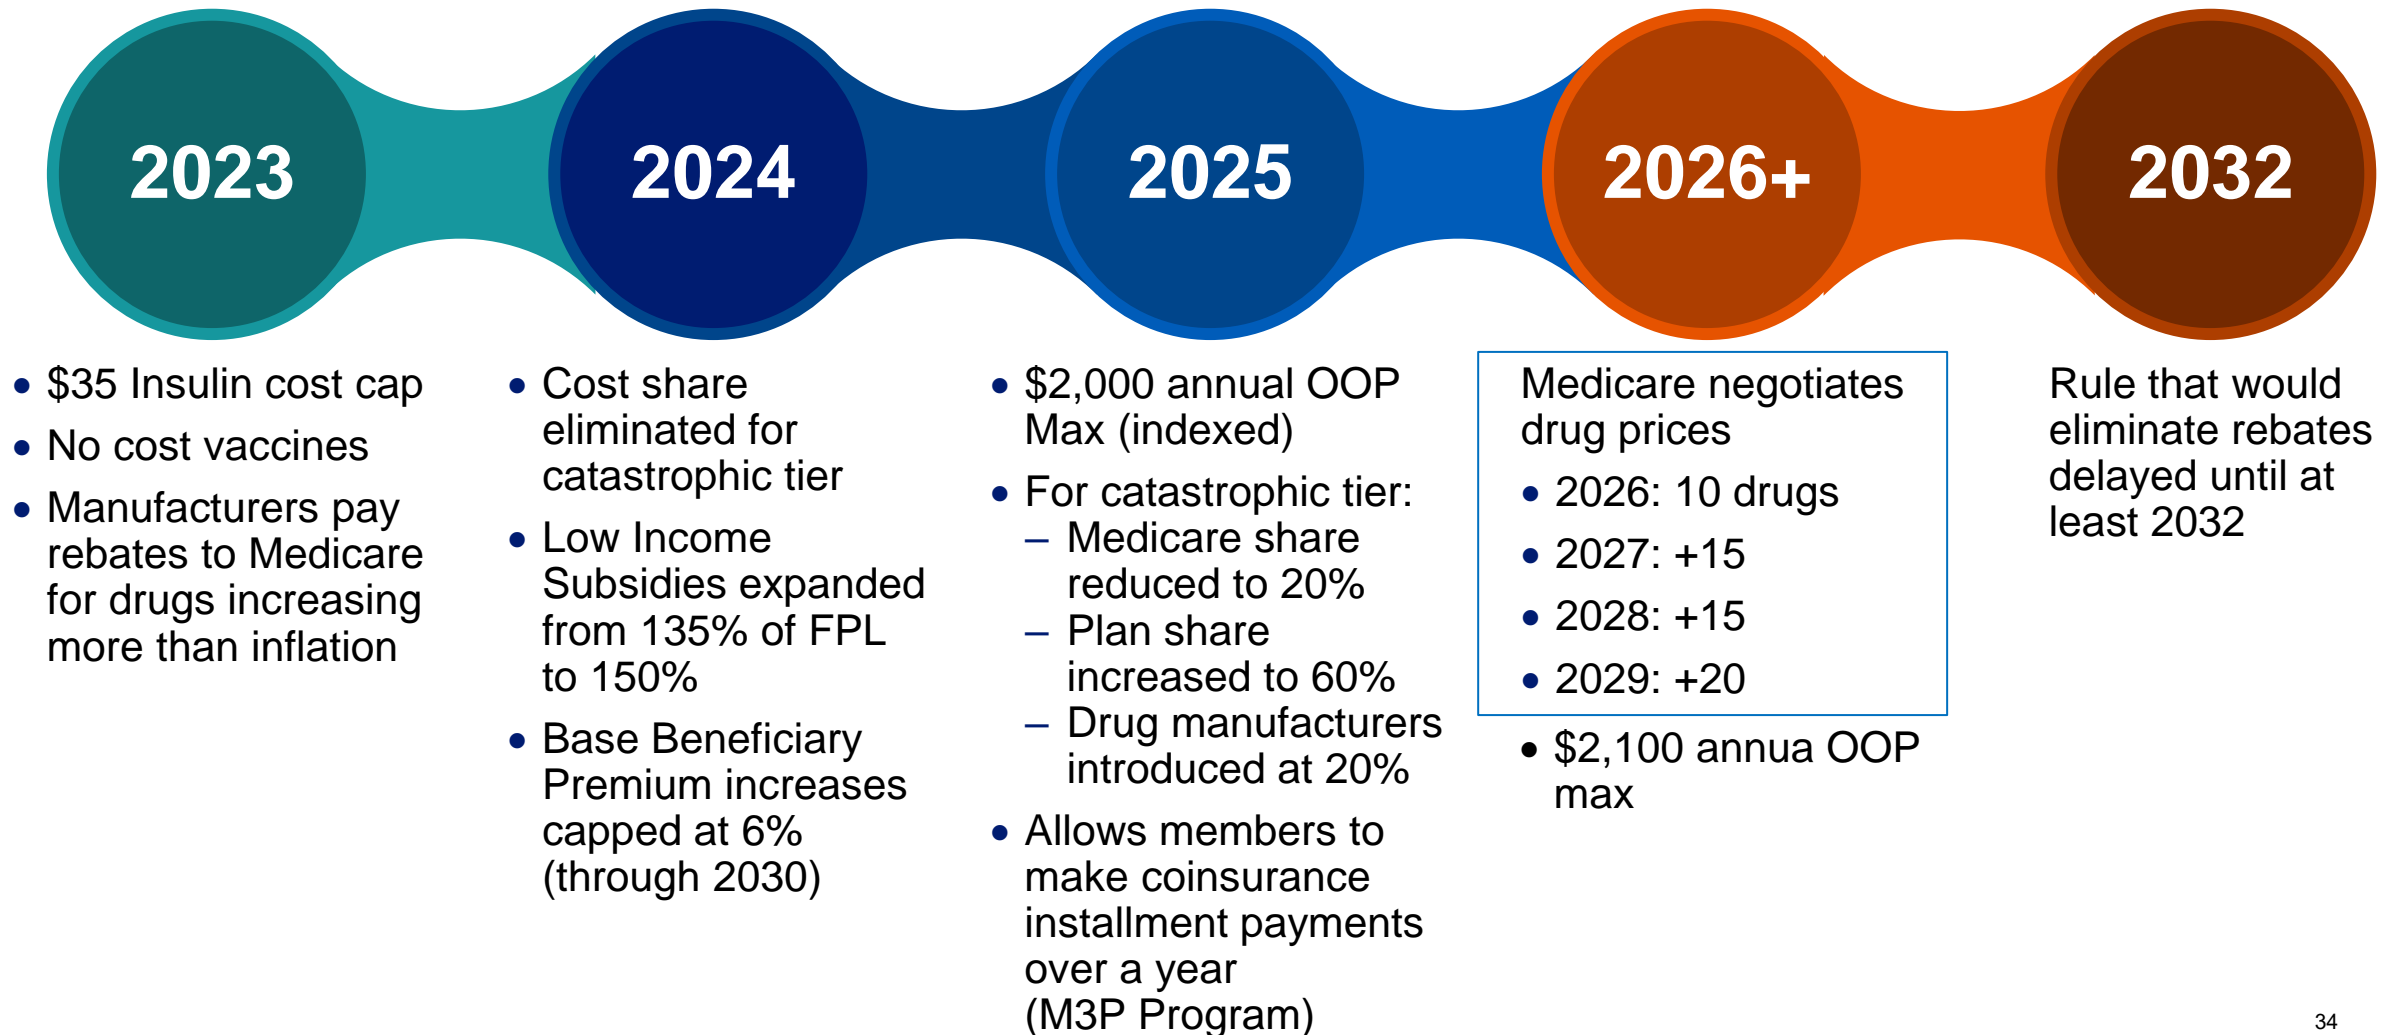 2023
2024
2025
2026+
2032
• $35 Insulin cost cap
• No cost vaccines
• Manufacturers pay
rebates to Medicare
for drugs increasing
more than inflation
• Cost share
eliminated for
catastrophic tier
• Low Income
Subsidies expanded
from 135% of FPL
to 150%
• Base Beneficiary
Premium increases
capped at 6%
(through 2030)
• $2,000 annual OOP
Max (indexed)
• For catastrophic tier:
– Medicare share
reduced to 20%
– Plan share
increased to 60%
– Drug manufacturers
introduced at 20%
• Allows members to
make coinsurance
installment payments
over a year
(M3P Program)
Medicare negotiates
drug prices
• 2026: 10 drugs
• 2027: +15
• 2028: +15
• 2029: +20
• $2,100 annua OOP
max
Rule that would
eliminate rebates
delayed until at
least 2032
34